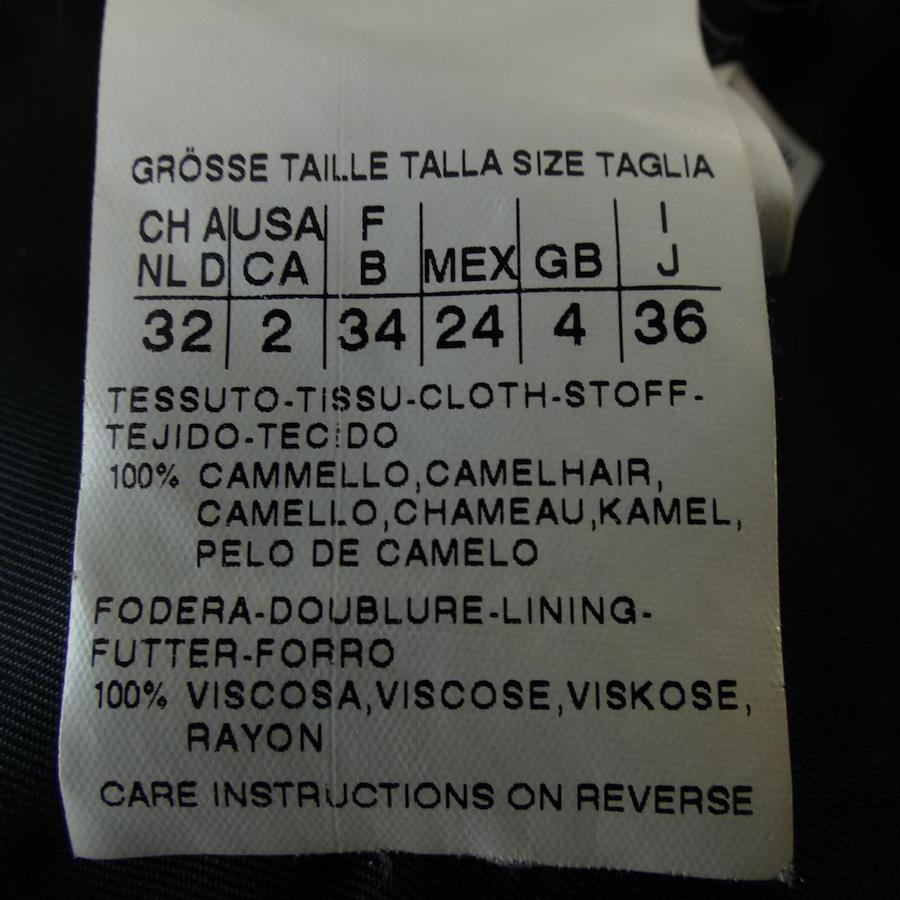 GRÖSSE TAILLE TALLA SIZE TAGLIA
CH A USA F I
NL D CA B MEX GB J
32 2 34 24 4 36
TESSUTO-TISSU-CLOTH-STOFF-
TEJIDO-TECIDO
100% CAMMELLO,CAMELHAIR,
CAMELLO,CHAMEAU,KAMEL,
PELO DE CAMELO
FODERA-DOUBLURE-LINING-
FUTTER-FORRO
100% VISCOSA,VISCOSE,VISKOSE,
RAYON
CARE INSTRUCTIONS ON REVERSE